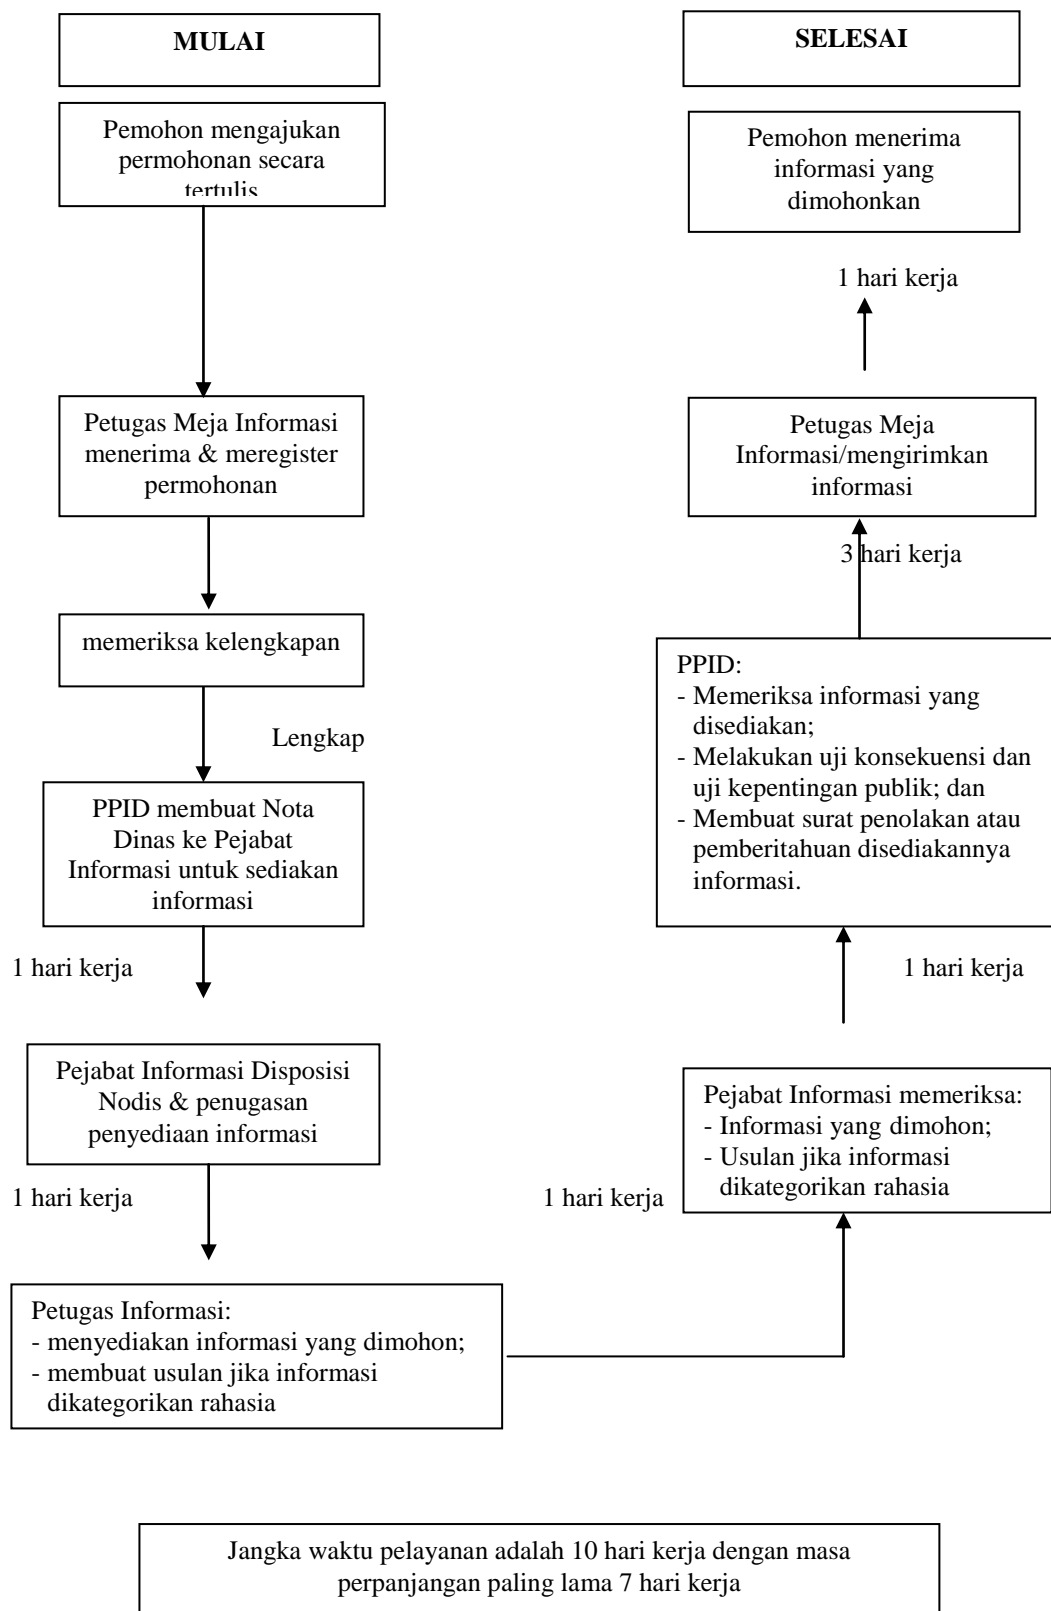 MULAI
Pemohon mengajukan
permohonan secara
tertulis
Petugas Meja Informasi
menerima & meregister
permohonan
memeriksa kelengkapan
Lengkap
PPID membuat Nota
Dinas ke Pejabat
Informasi untuk sediakan
informasi
1 hari kerja
Pejabat Informasi Disposisi
Nodis & penugasan
penyediaan informasi
1 hari kerja
Petugas Informasi:
- menyediakan informasi yang dimohon;
- membuat usulan jika informasi
dikategorikan rahasia
1 hari kerja
Pejabat Informasi memeriksa:
- Informasi yang dimohon;
- Usulan jika informasi
dikategorikan rahasia
1 hari kerja
PPID:
- Memeriksa informasi yang
disediakan;
- Melakukan uji konsekuensi dan
uji kepentingan publik; dan
- Membuat surat penolakan atau
pemberitahuan disediakannya
informasi.
3 hari kerja
Petugas Meja
Informasi/mengirimkan
informasi
1 hari kerja
Pemohon menerima
informasi yang
dimohonkan
SELESAI
Jangka waktu pelayanan adalah 10 hari kerja dengan masa
perpanjangan paling lama 7 hari kerja